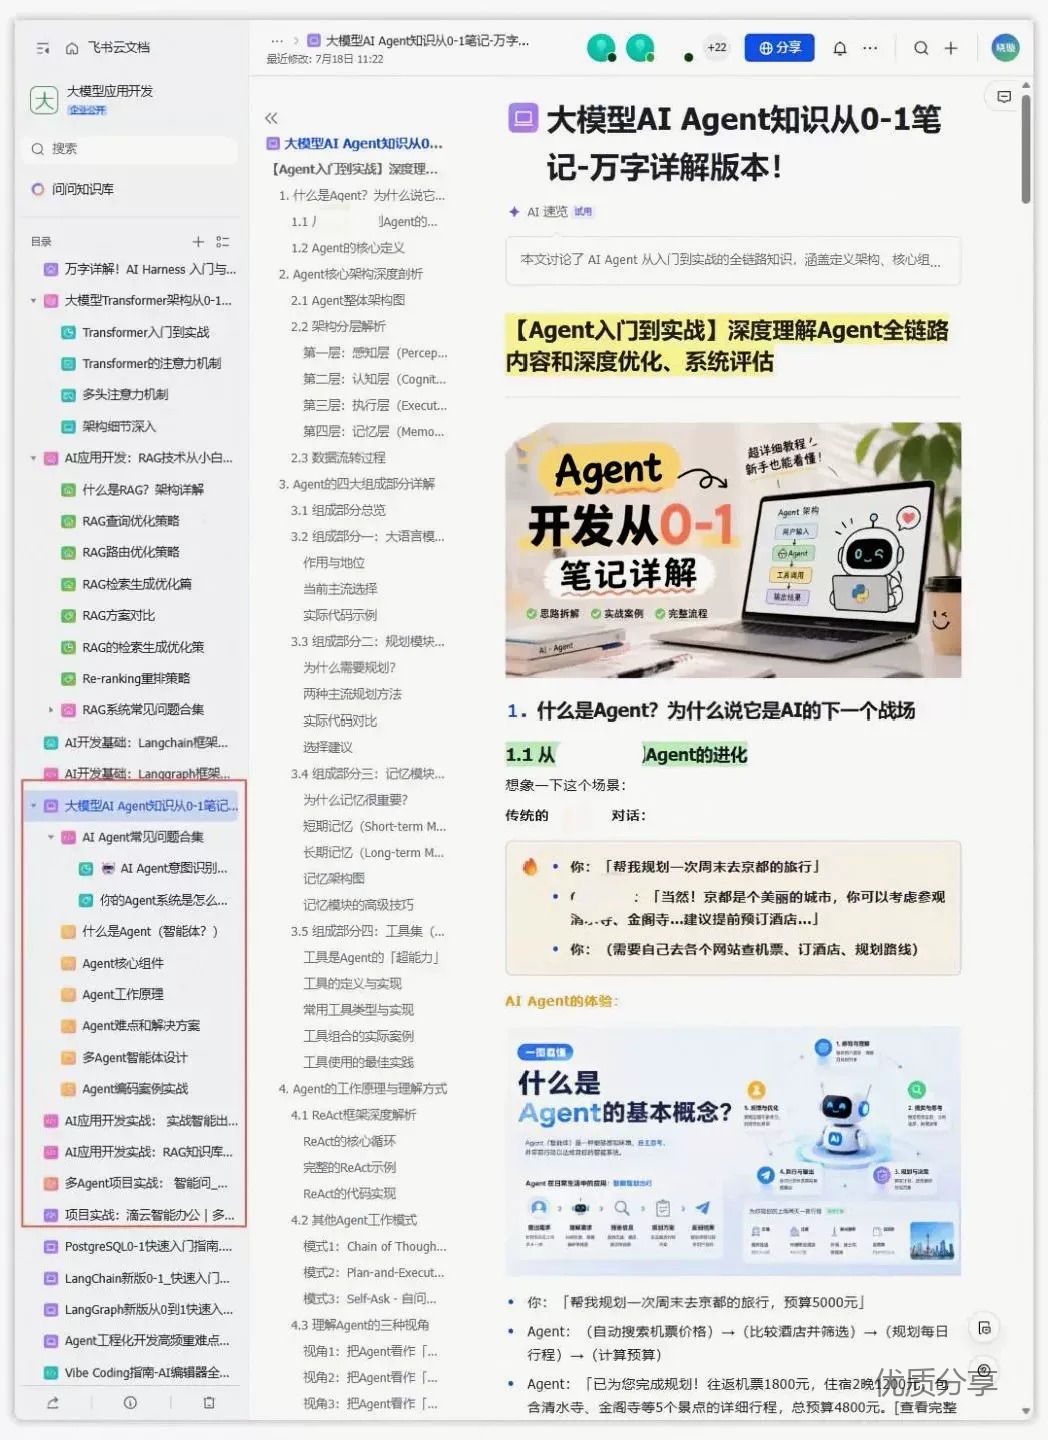 飞书云文档
大模型应用开发
企业公开
搜索
问问知识库
目录
万字详解！AI Harness 入门与...
大模型Transformer架构从0-1...
Transformer入门到实战
Transformer的注意力机制
多头注意力机制
架构细节深入
AI应用开发：RAG技术从小白...
什么是RAG？架构详解
RAG查询优化策略
RAG路由优化策略
RAG检索生成优化篇
RAG方案对比
RAG的检索生成优化策
Re-ranking重排策略
RAG系统常见问题合集
AI开发基础：Langchain框架...
AI开发基础：Langgraph框架...
大模型AI Agent知识从0-1笔记...
AI Agent常见问题合集
AI Agent意图识别...
你的Agent系统是怎么...
什么是Agent（智能体？）
Agent核心组件
Agent工作原理
Agent难点和解决方案
多Agent智能体设计
Agent编码案例实战
AI应用开发实战： 实战智能出...
AI应用开发实战：RAG知识库...
多Agent项目实战： 智能问_...
项目实战：滴云智能办公 | 多...
PostgreSQL0-1快速入门指南....
LangChain新版0-1_快速入门...
LangGraph新版从0到1快速入...
Agent工程化开发高频重难点...
Vibe Coding指南-AI编辑器全...
... > 大模型AI Agent知识从0-1笔记-万字...
最近修改: 7月18日 11:22
+22
分享
晓璇
大模型AI Agent知识从0...
【Agent入门到实战】深度理...
1. 什么是Agent？为什么说它...
1.1 Agent的...
1.2 Agent的核心定义
2. Agent核心架构深度剖析
2.1 Agent整体架构图
2.2 架构分层解析
第一层：感知层（Percep...
第二层：认知层（Cognit...
第三层：执行层（Execut...
第四层：记忆层（Memo...
2.3 数据流转过程
3. Agent的四大组成部分详解
3.1 组成部分总览
3.2 组成部分一：大语言模...
作用与地位
当前主流选择
实际代码示例
3.3 组成部分二：规划模块...
为什么需要规划？
两种主流规划方法
实际代码对比
选择建议
3.4 组成部分三：记忆模块...
为什么记忆很重要？
短期记忆（Short-term M...
长期记忆（Long-term M...
记忆架构图
记忆模块的高级技巧
3.5 组成部分四：工具集（...
工具是Agent的「超能力」
工具的定义与实现
常用工具类型与实现
工具组合的实际案例
工具使用的最佳实践
4. Agent的工作原理与理解方式
4.1 ReAct框架深度解析
ReAct的核心循环
完整的ReAct示例
ReAct的代码实现
4.2 其他Agent工作模式
模式1：Chain of Though...
模式2：Plan-and-Execut...
模式3：Self-Ask - 自问...
4.3 理解Agent的三种视角
视角1：把Agent看作「...
视角2：把Agent看作「...
视角3：把Agent看作「...
大模型AI Agent知识从0-1笔
记-万字详解版本！
AI 速览 试用
本文讨论了 AI Agent 从入门到实战的全链路知识，涵盖定义架构、核心组...
【Agent入门到实战】深度理解Agent全链路
内容和深度优化、系统评估
Agent
开发从0-1
笔记详解
思路拆解 实战案例 完整流程
超详细教程！
新手也能看懂！
Agent 架构
用户输入
Agent
工具调用
输出结果
AI - Agent
1. 什么是Agent？为什么说它是AI的下一个战场
1.1 从 Agent的进化
想象一下这个场景：
传统的 对话：
你：「帮我规划一次周末去京都的旅行」
：「当然！京都是个美丽的城市，你可以考虑参观
寺、金阁寺...建议提前预订酒店...」
你：（需要自己去各个网站查机票、订酒店、规划路线）
AI Agent的体验：
一图看懂
什么是
Agent的基本概念？
Agent 在日常生活中的应用：智能规划出行
AI
你：「帮我规划一次周末去京都的旅行，预算5000元」
Agent：（自动搜索机票价格）→（比较酒店并筛选）→（规划每日
行程）→（计算预算）
Agent：「已为您完成规划！往返机票1800元，住宿2晚1200元，包
含清水寺、金阁寺等5个景点的详细行程，总预算4800元。[查看完整
优质分享